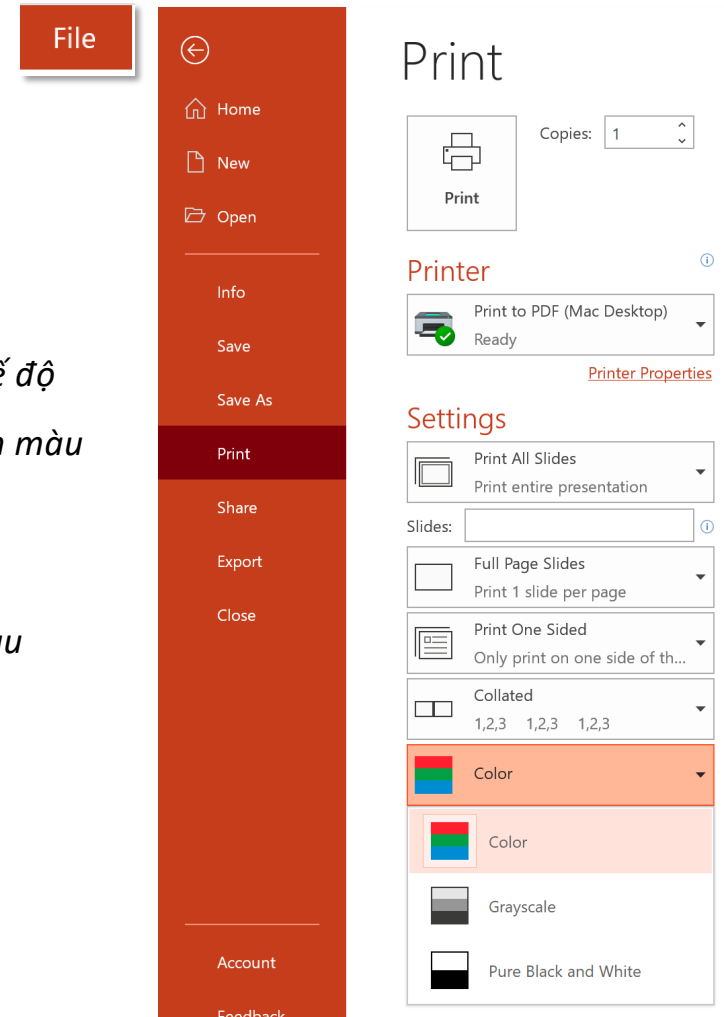 File
độ
màu
Home
New
Open
Info
Save
Save As
Print
Share
Export
Close
Account
Feedback
Print
Print
Copies: 1
Printer
Print to PDF (Mac Desktop)
Ready
Printer Properties
Settings
Print All Slides
Print entire presentation
Slides:
Full Page Slides
Print 1 slide per page
Print One Sided
Only print on one side of th...
Collated
1,2,3 1,2,3 1,2,3
Color
Color
Grayscale
Pure Black and White